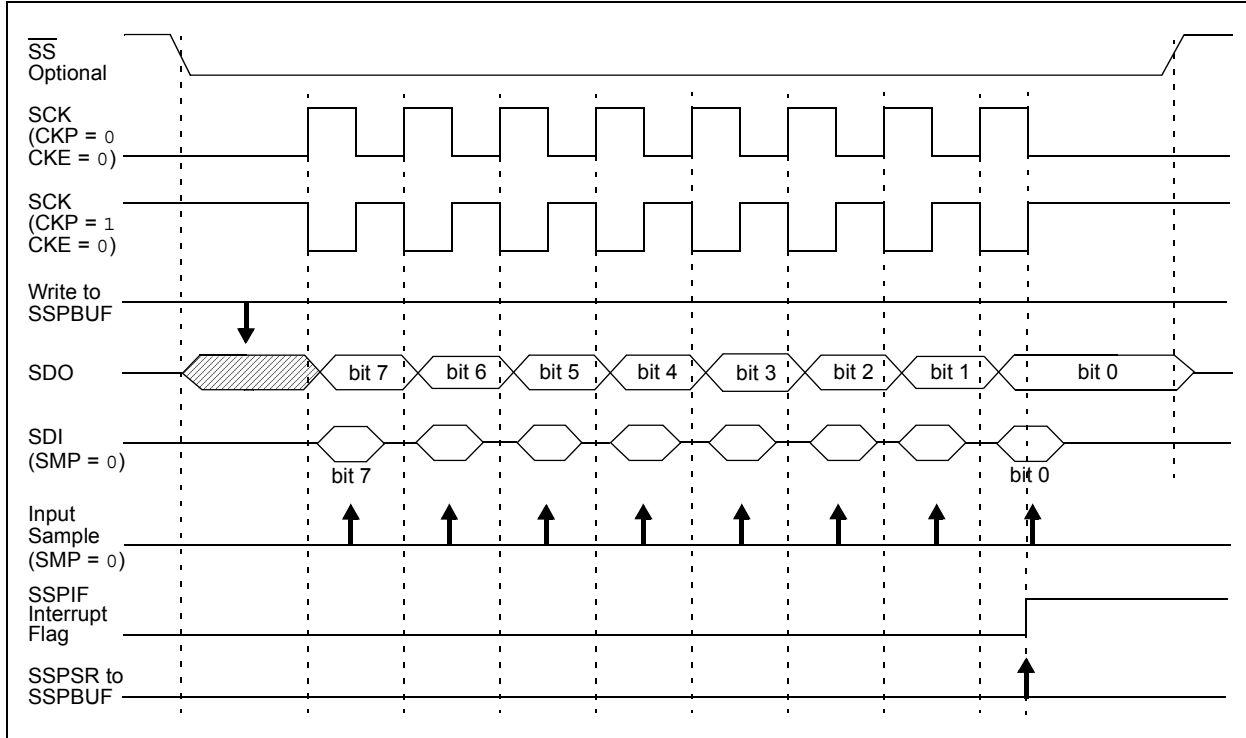 SS
Optional
SCK
(CKP = 0
CKE = 0)
SCK
(CKP = 1
CKE = 0)
Write to
SSPBUF
SDO
bit 7
bit 6
bit 5
bit 4
bit 3
bit 2
bit 1
bit 0
SDI
(SMP = 0)
bit 7
bit 0
Input
Sample
(SMP = 0)
SSPIF
Interrupt
Flag
SSPSR to
SSPBUF